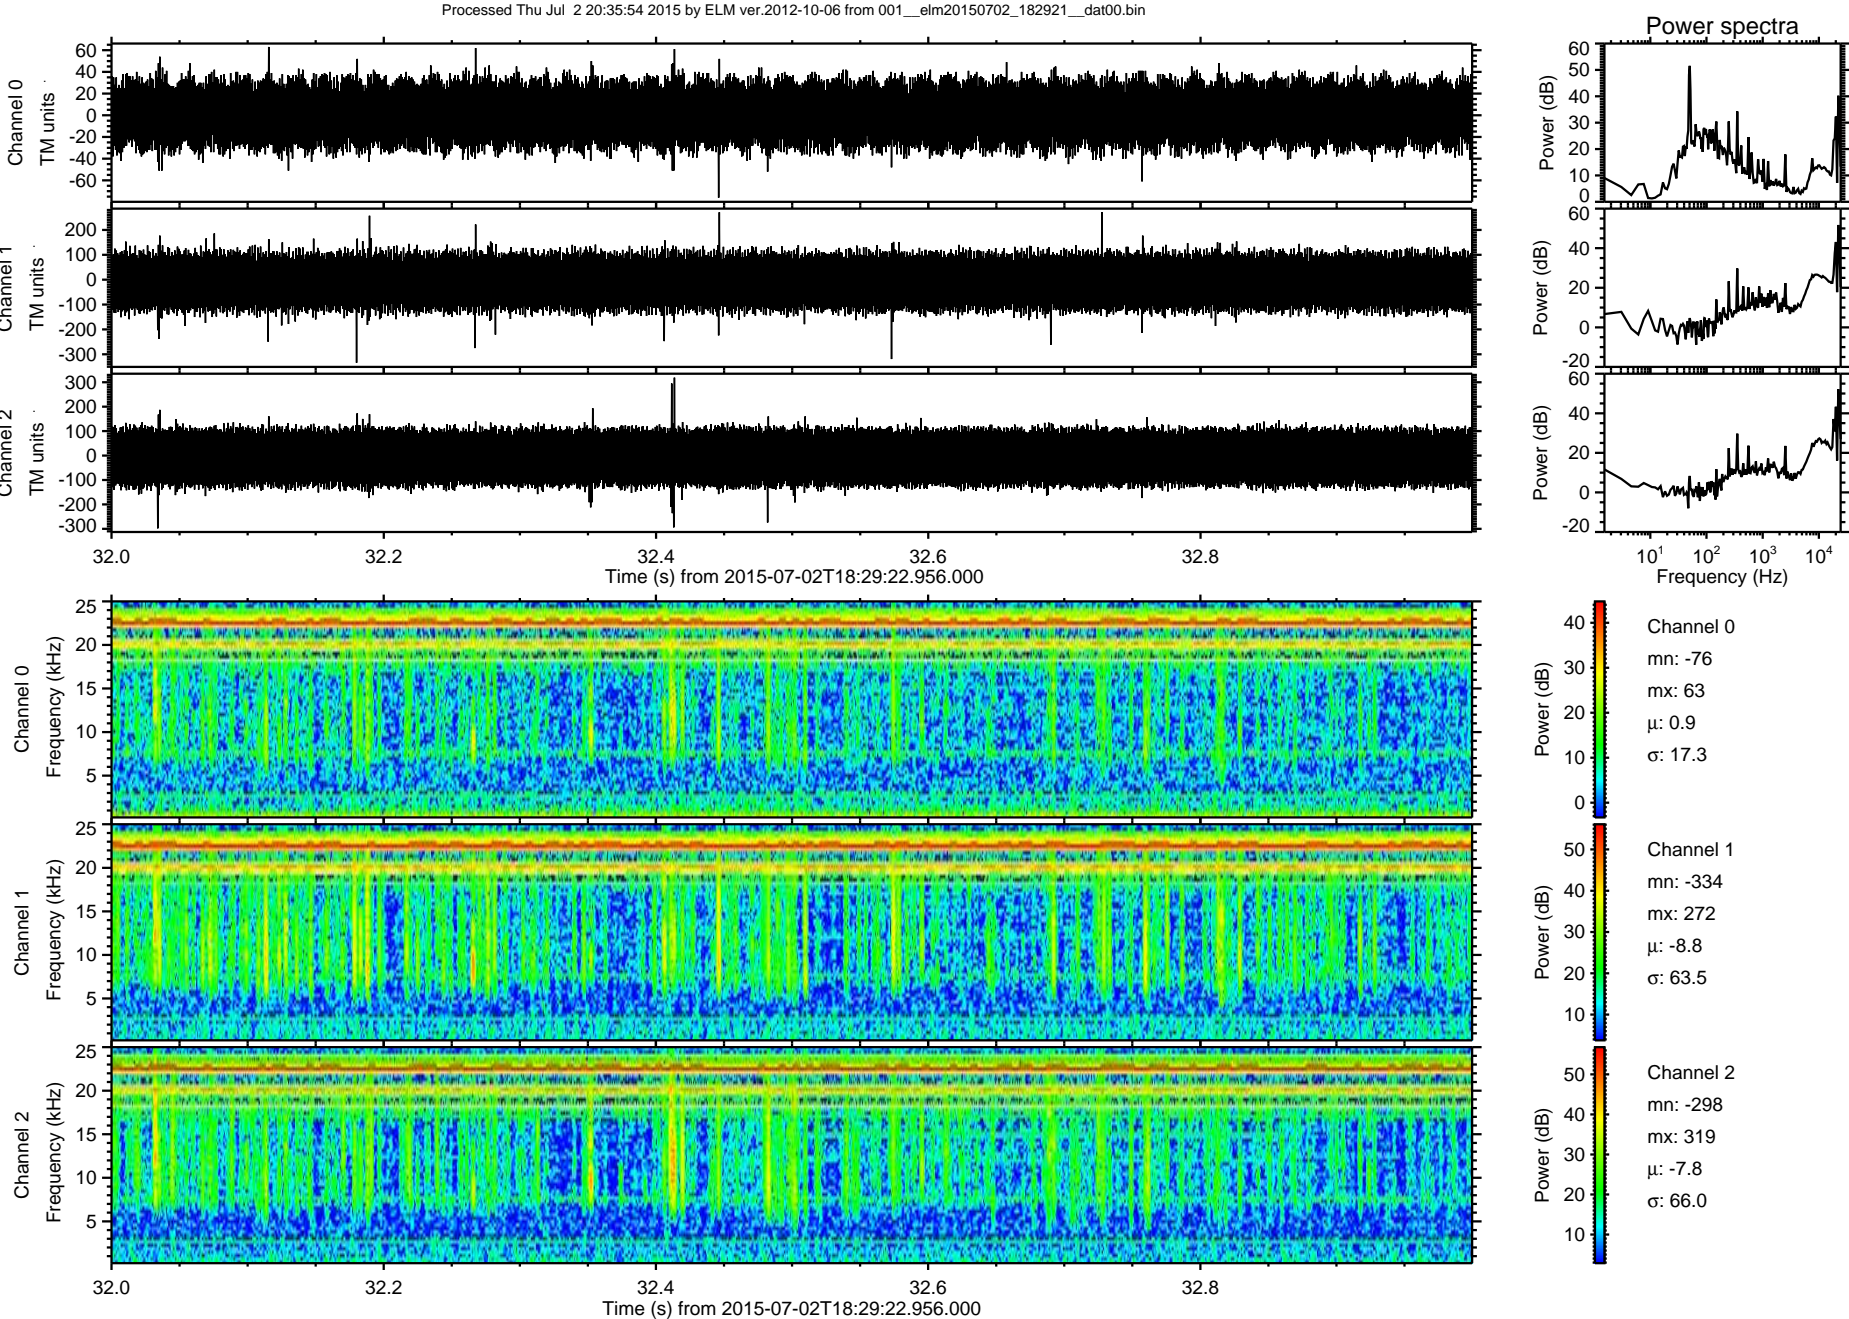 Processed Thu Jul  2 20:35:54 2015 by ELM ver.2012-10-06 from 001__elm20150702_182921__dat00.bin
Power spectra
Channel 0
TM units
60
40
20
0
-20
-40
-60
Power (dB)
60
50
40
30
20
10
0
Channel 1
TM units
200
100
0
-100
-200
-300
Power (dB)
60
40
20
0
-20
Channel 2
TM units
300
200
100
0
-100
-200
-300
Power (dB)
60
40
20
0
-20
32.0 32.2 32.4 32.6 32.8
Time (s) from 2015-07-02T18:29:22.956.000
10¹ 10² 10³ 10⁴
Frequency (Hz)
Channel 0
Frequency (kHz)
25
20
15
10
5
Power (dB)
40
30
20
10
0
Channel 0
mn: -76
mx: 63
μ: 0.9
σ: 17.3
Channel 1
Frequency (kHz)
25
20
15
10
5
Power (dB)
50
40
30
20
10
Channel 1
mn: -334
mx: 272
μ: -8.8
σ: 63.5
Channel 2
Frequency (kHz)
25
20
15
10
5
Power (dB)
50
40
30
20
10
Channel 2
mn: -298
mx: 319
μ: -7.8
σ: 66.0
32.0 32.2 32.4 32.6 32.8
Time (s) from 2015-07-02T18:29:22.956.000